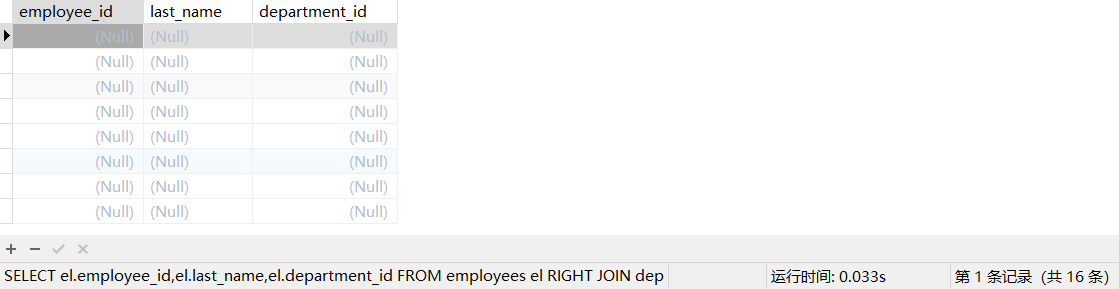 employee_id last_name department_id
(Null) (Null) (Null)
(Null) (Null) (Null)
(Null) (Null) (Null)
(Null) (Null) (Null)
(Null) (Null) (Null)
(Null) (Null) (Null)
(Null) (Null) (Null)
(Null) (Null) (Null)
SELECT el.employee_id,el.last_name,el.department_id FROM employees el RIGHT JOIN dep 运行时间: 0.033s 第 1 条记录 (共 16 条)